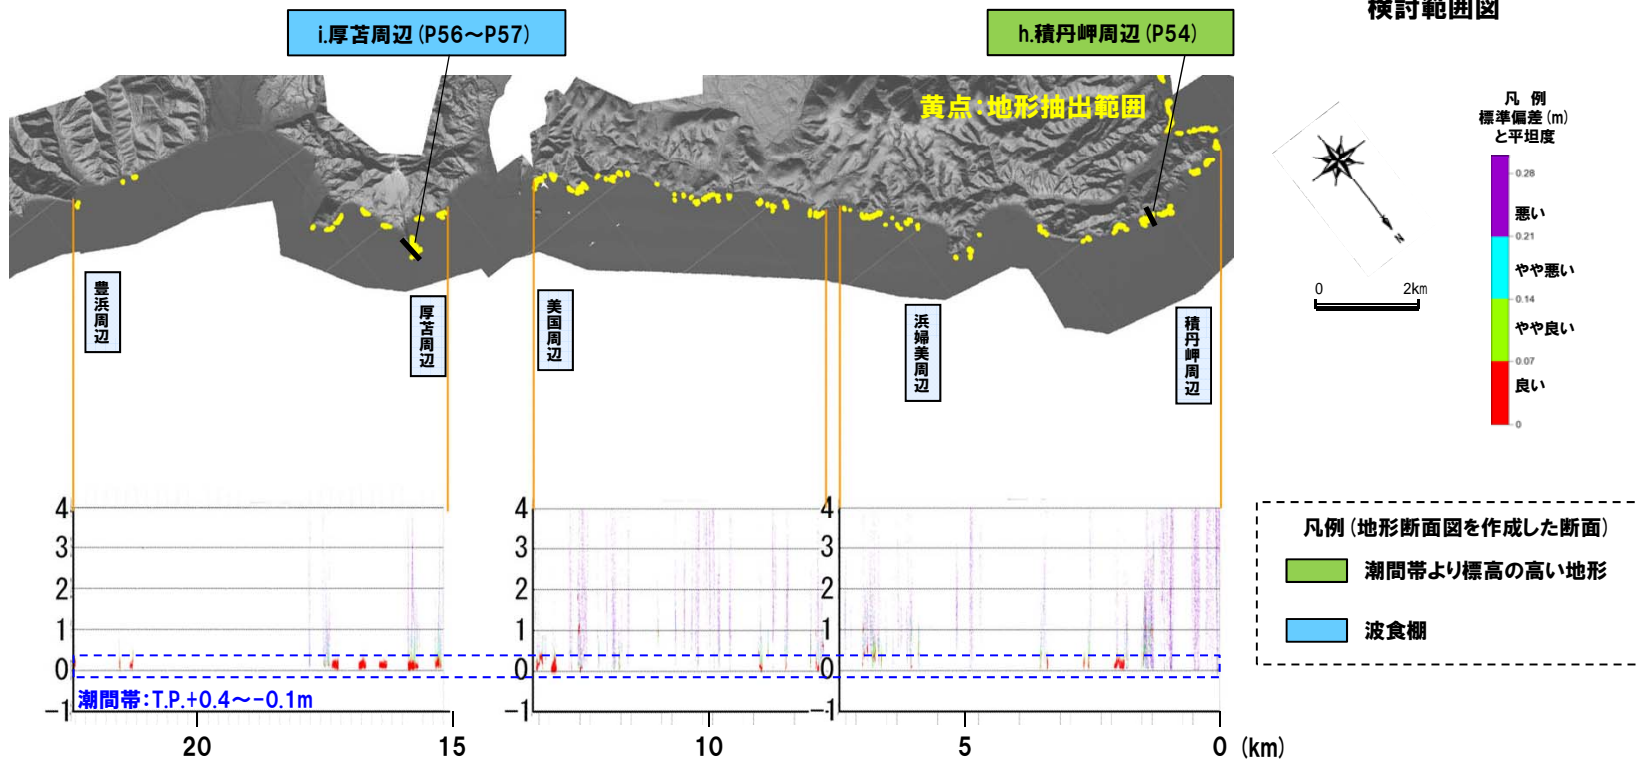 検討範囲図
i.厚苫周辺(P56～P57)
h.積丹岬周辺(P54)
黄点:地形抽出範囲
凡 例
標準偏差(m)
と平坦度
0.28
悪い
0.21
やや悪い
0.14
やや良い
0.07
良い
0
N
0 2km
豊浜周辺
厚苫周辺
美国周辺
浜婦美周辺
積丹岬周辺
4
3
2
1
0
-1
4
3
2
1
0
-1
4
3
2
1
0
-1
潮間帯:T.P.+0.4～-0.1m
20 15 10 5 0 (km)
凡例(地形断面図を作成した断面)
潮間帯より標高の高い地形
波食棚